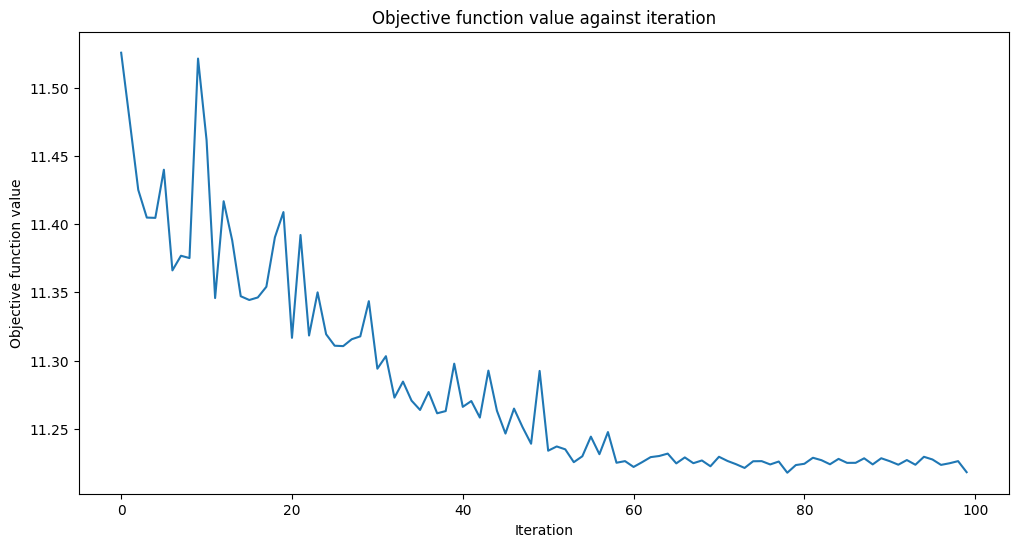 Objective function value against iteration
Objective function value
11.50
11.45
11.40
11.35
11.30
11.25
0 20 40 60 80 100
Iteration